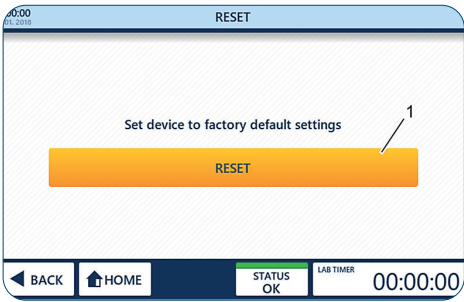 0:00
RESET
01. 2018
Set device to factory default settings
1
RESET
BACK
HOME
STATUS
OK
LAB TIMER
00:00:00